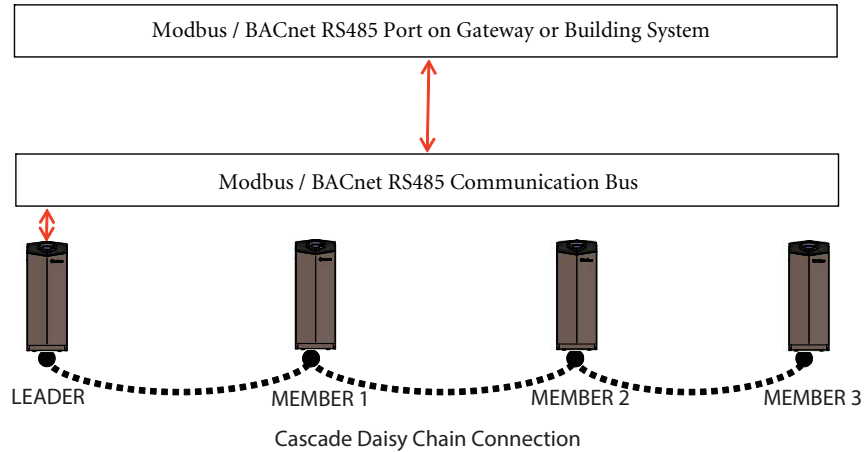 Modbus / BACnet RS485 Port on Gateway or Building System
Modbus / BACnet RS485 Communication Bus
LEADER
MEMBER 1
MEMBER 2
MEMBER 3
Cascade Daisy Chain Connection